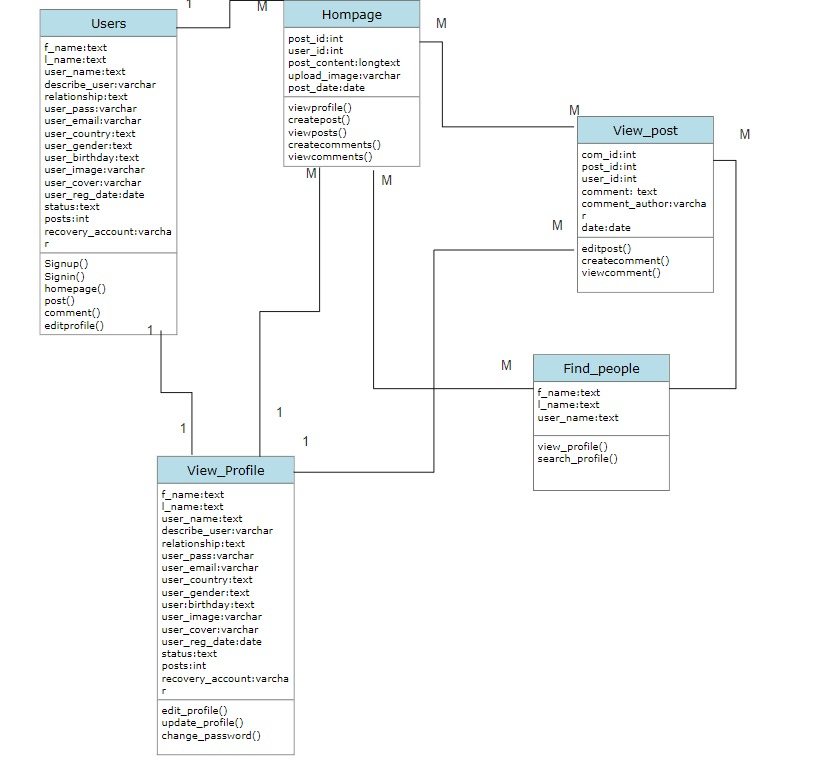 Users
f_name:text
l_name:text
user_name:text
describe_user:varchar
relationship:text
user_pass:varchar
user_email:varchar
user_country:text
user_gender:text
user_birthday:text
user_image:varchar
user_cover:varchar
user_reg_date:date
status:text
posts:int
recovery_account:varcha
r
Signup()
Signin()
homepage()
post()
comment()
editprofile()
1
1
M
Hompage
post_id:int
user_id:int
post_content:longtext
upload_image:varchar
post_date:date
viewprofile()
createpost()
viewposts()
createcomments()
viewcomments()
M
M
M
M
View_post
com_id:int
post_id:int
user_id:int
comment: text
comment_author:varcha
r
date:date
editpost()
createcomment()
viewcomment()
M
M
M
Find_people
f_name:text
l_name:text
user_name:text
view_profile()
search_profile()
1
1
1
View_Profile
f_name:text
l_name:text
user_name:text
describe_user:varchar
relationship:text
user_pass:varchar
user_email:varchar
user_country:text
user_gender:text
user:birthday:text
user_image:varchar
user_cover:varchar
user_reg_date:date
status:text
posts:int
recovery_account:varcha
r
edit_profile()
update_profile()
change_password()